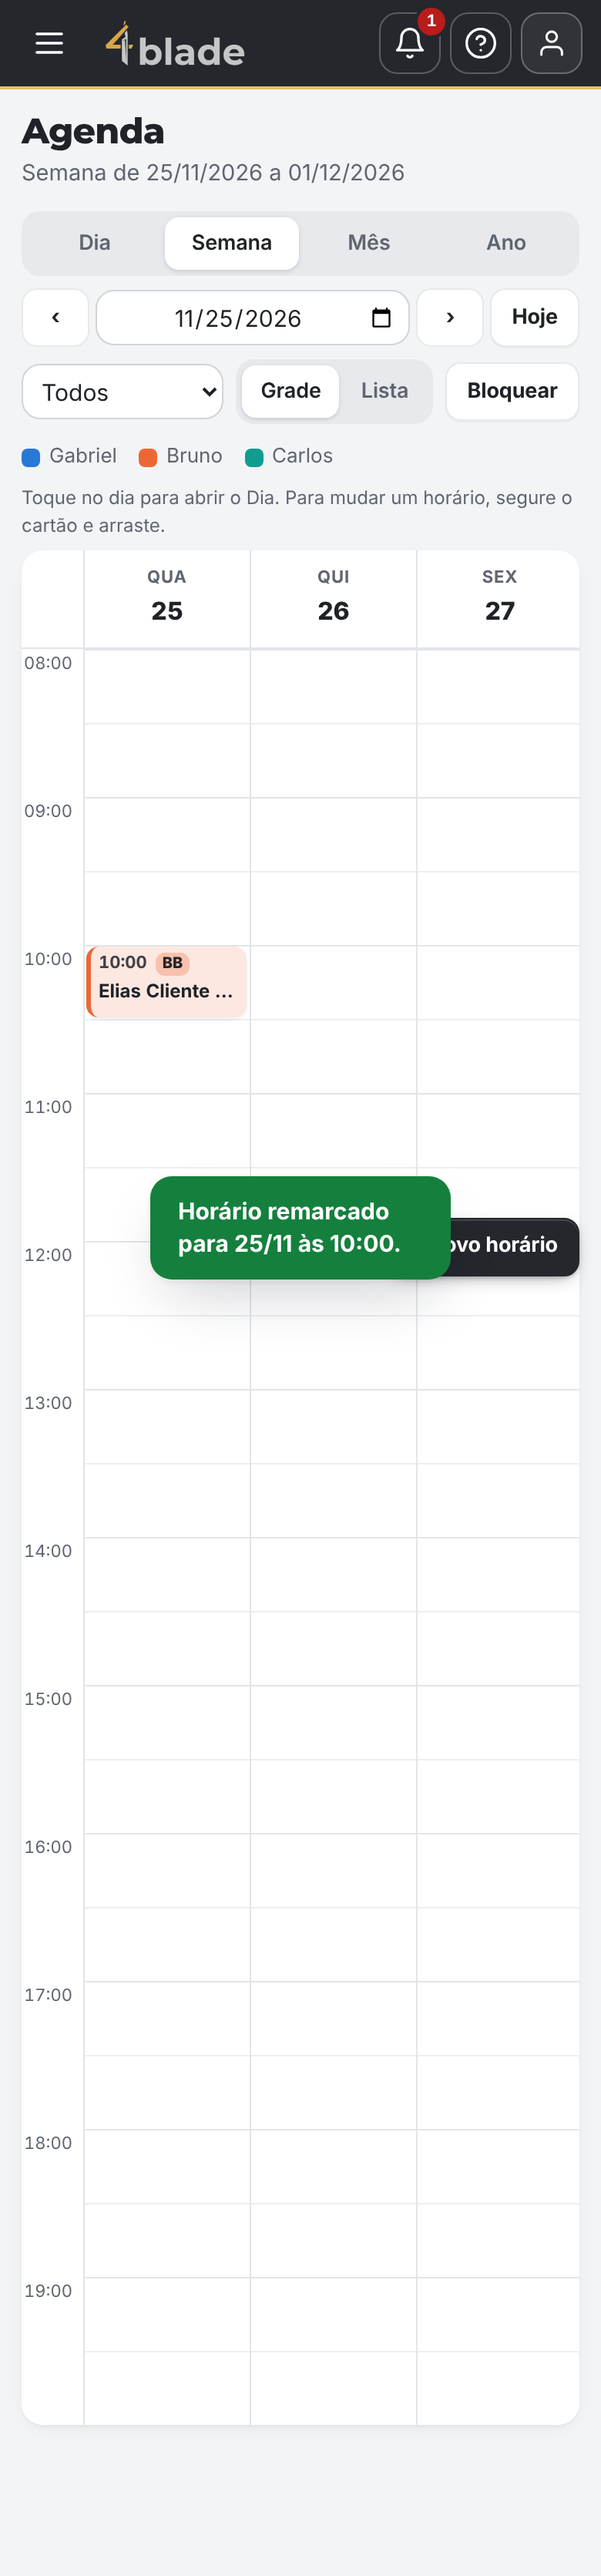 4blade
1
Agenda
Semana de 25/11/2026 a 01/12/2026
Dia Semana Mês Ano
‹ 11/25/2026 › Hoje
Todos Grade Lista Bloquear
Gabriel Bruno Carlos
Toque no dia para abrir o Dia. Para mudar um horário, segure o
cartão e arraste.
QUA QUI SEX
25 26 27
08:00
09:00
10:00 10:00 BB
Elias Cliente ...
11:00
Horário remarcado
para 25/11 às 10:00.
horário
12:00
13:00
14:00
15:00
16:00
17:00
18:00
19:00